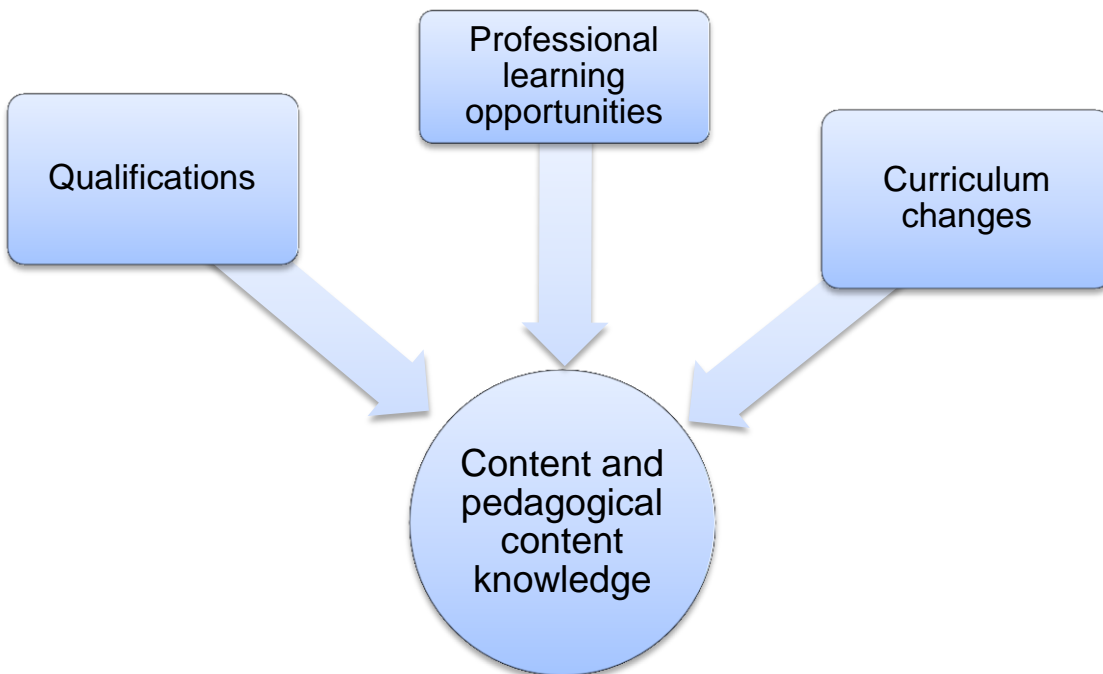 Professional
learning
opportunities
Qualifications
Curriculum
changes
Content and
pedagogical
content
knowledge